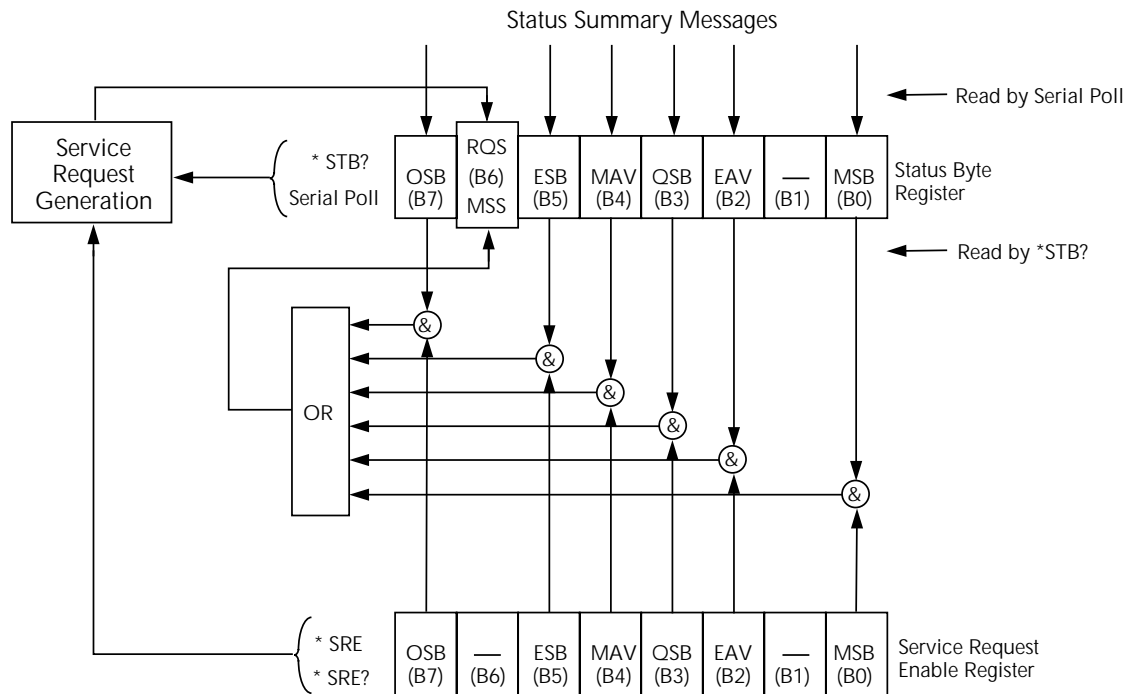 Status Summary Messages
Read by Serial Poll
Service
Request
Generation
* STB?
Serial Poll
OSB
(B7)
RQS
(B6)
MSS
ESB
(B5)
MAV
(B4)
QSB
(B3)
EAV
(B2)
—
(B1)
MSB
(B0)
Status Byte
Register
Read by *STB?
&
&
&
&
&
&
OR
* SRE
* SRE?
OSB
(B7)
—
(B6)
ESB
(B5)
MAV
(B4)
QSB
(B3)
EAV
(B2)
—
(B1)
MSB
(B0)
Service Request
Enable Register